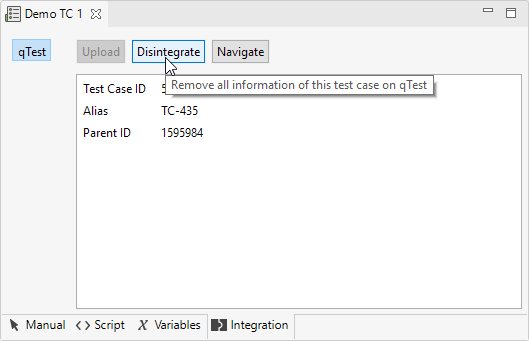 Demo TC 1
qTest
Upload Disintegrate Navigate
Remove all information of this test case on qTest
Test Case ID 5
Alias TC-435
Parent ID 1595984
Manual Script Variables Integration